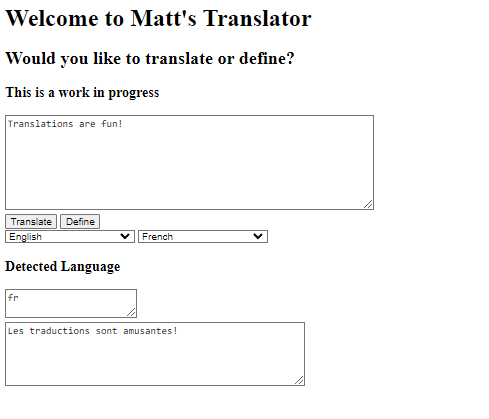 Welcome to Matt's Translator
Would you like to translate or define?
This is a work in progress
Translations are fun!
Translate Define
English French
Detected Language
fr
Les traductions sont amusantes!